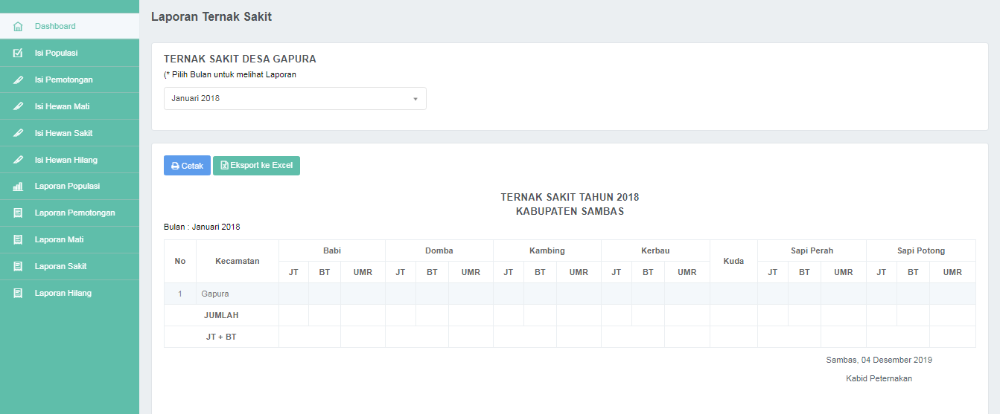 Dashboard
Isi Populasi
Isi Pemotongan
Isi Hewan Mati
Isi Hewan Sakit
Isi Hewan Hilang
Laporan Populasi
Laporan Pemotongan
Laporan Mati
Laporan Sakit
Laporan Hilang
Laporan Ternak Sakit
TERNAK SAKIT DESA GAPURA
(* Pilih Bulan untuk melihat Laporan
Januari 2018
Cetak Eksport ke Excel
TERNAK SAKIT TAHUN 2018
KABUPATEN SAMBAS
Bulan : Januari 2018
No Kecamatan Babi Domba Kambing Kerbau Kuda Sapi Perah Sapi Potong
JT BT UMR JT BT UMR JT BT UMR JT BT UMR JT BT UMR JT BT UMR
1 Gapura
JUMLAH
JT + BT
Sambas, 04 Desember 2019
Kabid Peternakan